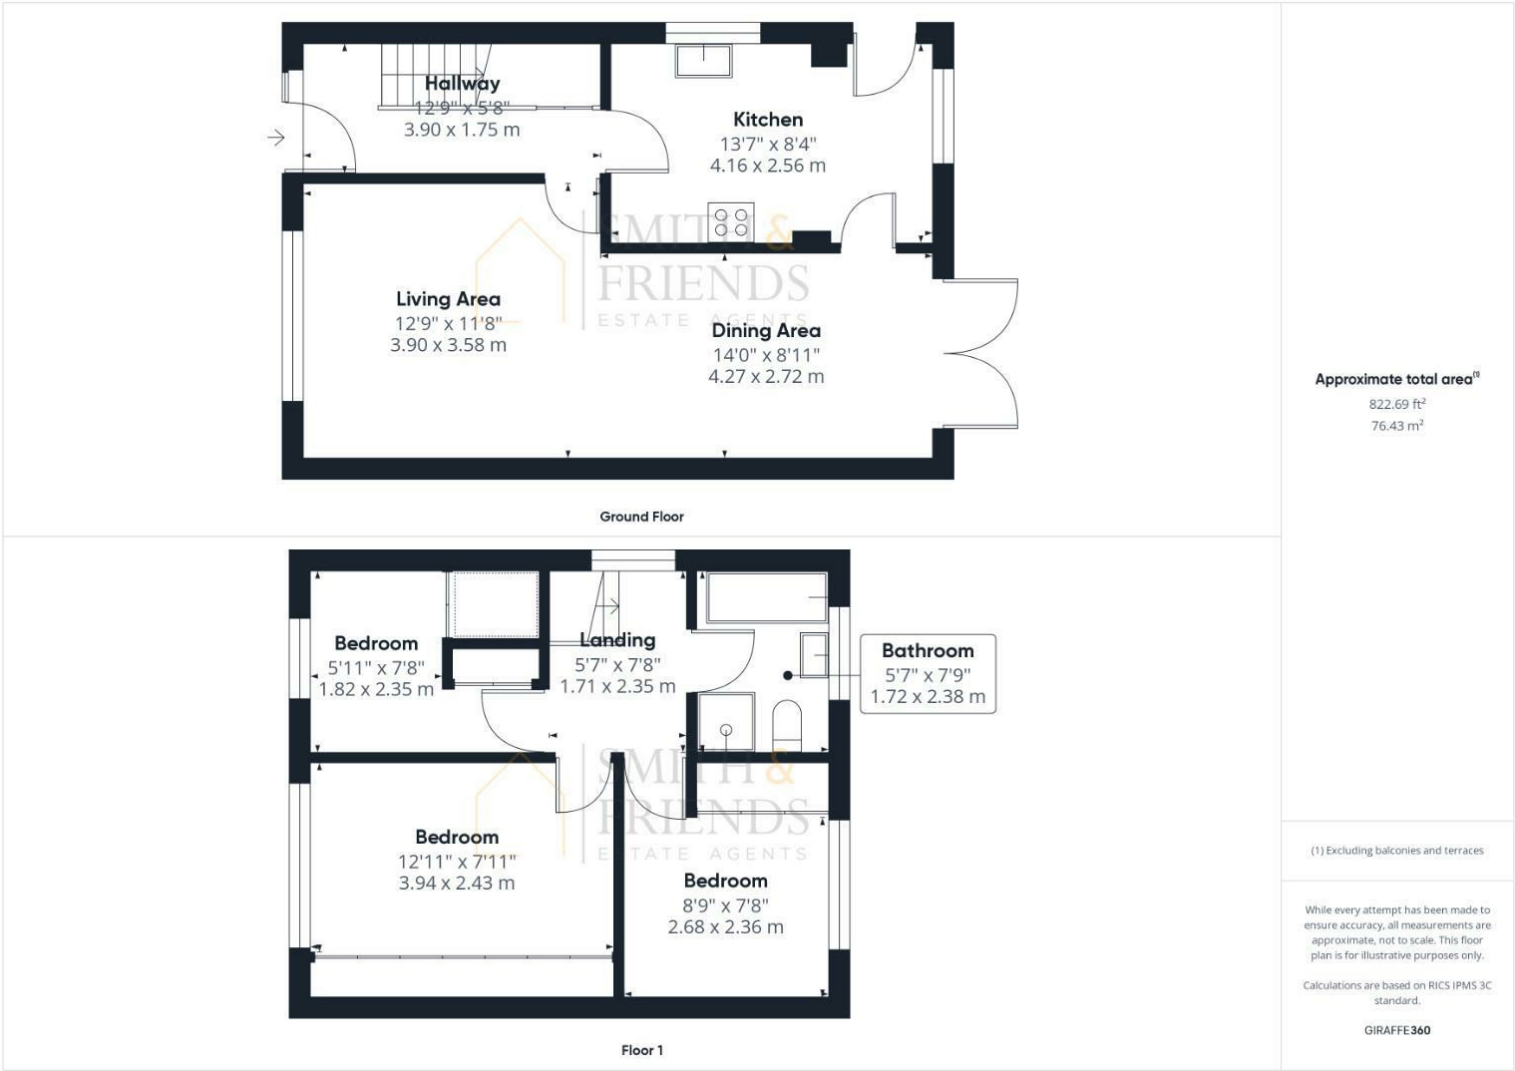 Hallway
12'9" x 5'8"
3.90 x 1.75 m
Kitchen
13'7" x 8'4"
4.16 x 2.56 m
SMITH &
FRIENDS
ESTATE AGENTS
Living Area
12'9" x 11'8"
3.90 x 3.58 m
Dining Area
14'0" x 8'11"
4.27 x 2.72 m
Ground Floor
Bedroom
5'11" x 7'8"
1.82 x 2.35 m
Landing
5'7" x 7'8"
1.71 x 2.35 m
Bathroom
5'7" x 7'9"
1.72 x 2.38 m
SMITH &
FRIENDS
ESTATE AGENTS
Bedroom
12'11" x 7'11"
3.94 x 2.43 m
Bedroom
8'9" x 7'8"
2.68 x 2.36 m
Floor 1
Approximate total area(1)
822.69 ft²
76.43 m²
(1) Excluding balconies and terraces
While every attempt has been made to
ensure accuracy, all measurements are
approximate, not to scale. This floor
plan is for illustrative purposes only.
Calculations are based on RICS IPMS 3C
standard.
GIRAFFE360